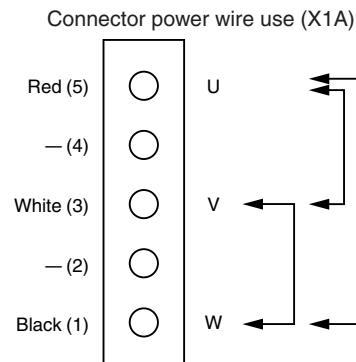 Connector power wire use (X1A)
Red (5) U
— (4)
White (3) V
— (2)
Black (1) W